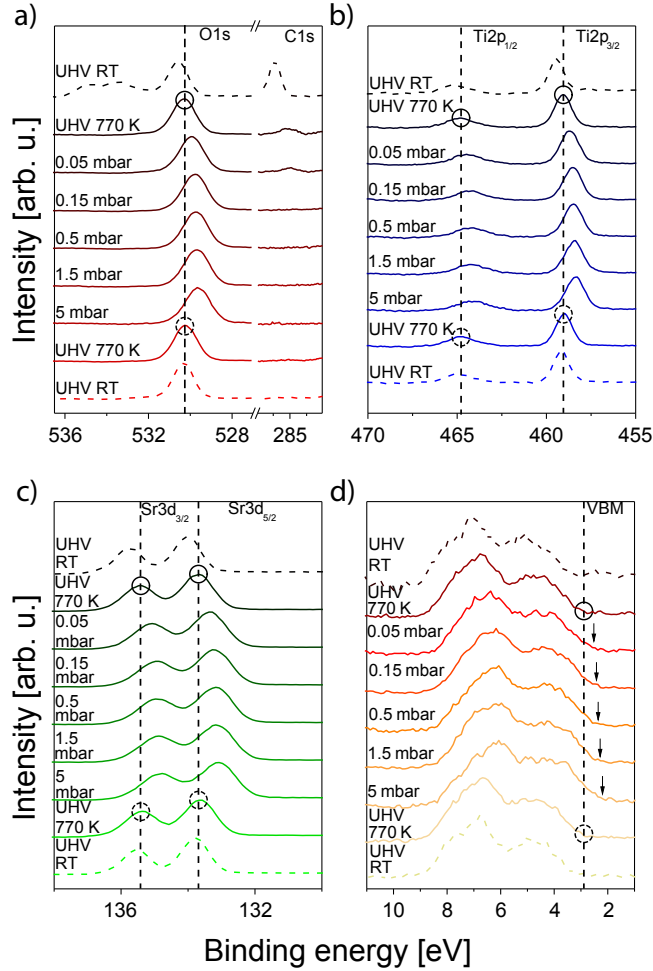 a)
O1s
C1s
UHV RT
UHV 770 K
0.05 mbar
0.15 mbar
0.5 mbar
1.5 mbar
5 mbar
UHV 770 K
UHV RT
536
530
528
285
b)
Ti2p1/2
Ti2p3/2
UHV RT
UHV 770 K
0.05 mbar
0.15 mbar
0.5 mbar
1.5 mbar
5 mbar
UHV 770 K
UHV RT
470
465
460
455
Intensity [arb. u.]
c)
Sr3d3/2
Sr3d5/2
UHV
RT
UHV
770 K
0.05
mbar
0.15
mbar
0.5
mbar
1.5
mbar
5
mbar
UHV
770 K
UHV
RT
136
132
d)
VBM
UHV
RT
UHV
770 K
0.05 mbar
0.15 mbar
0.5 mbar
1.5 mbar
5 mbar
UHV
770 K
UHV
RT
10
8
6
4
2
Intensity [arb. u.]
Binding energy [eV]